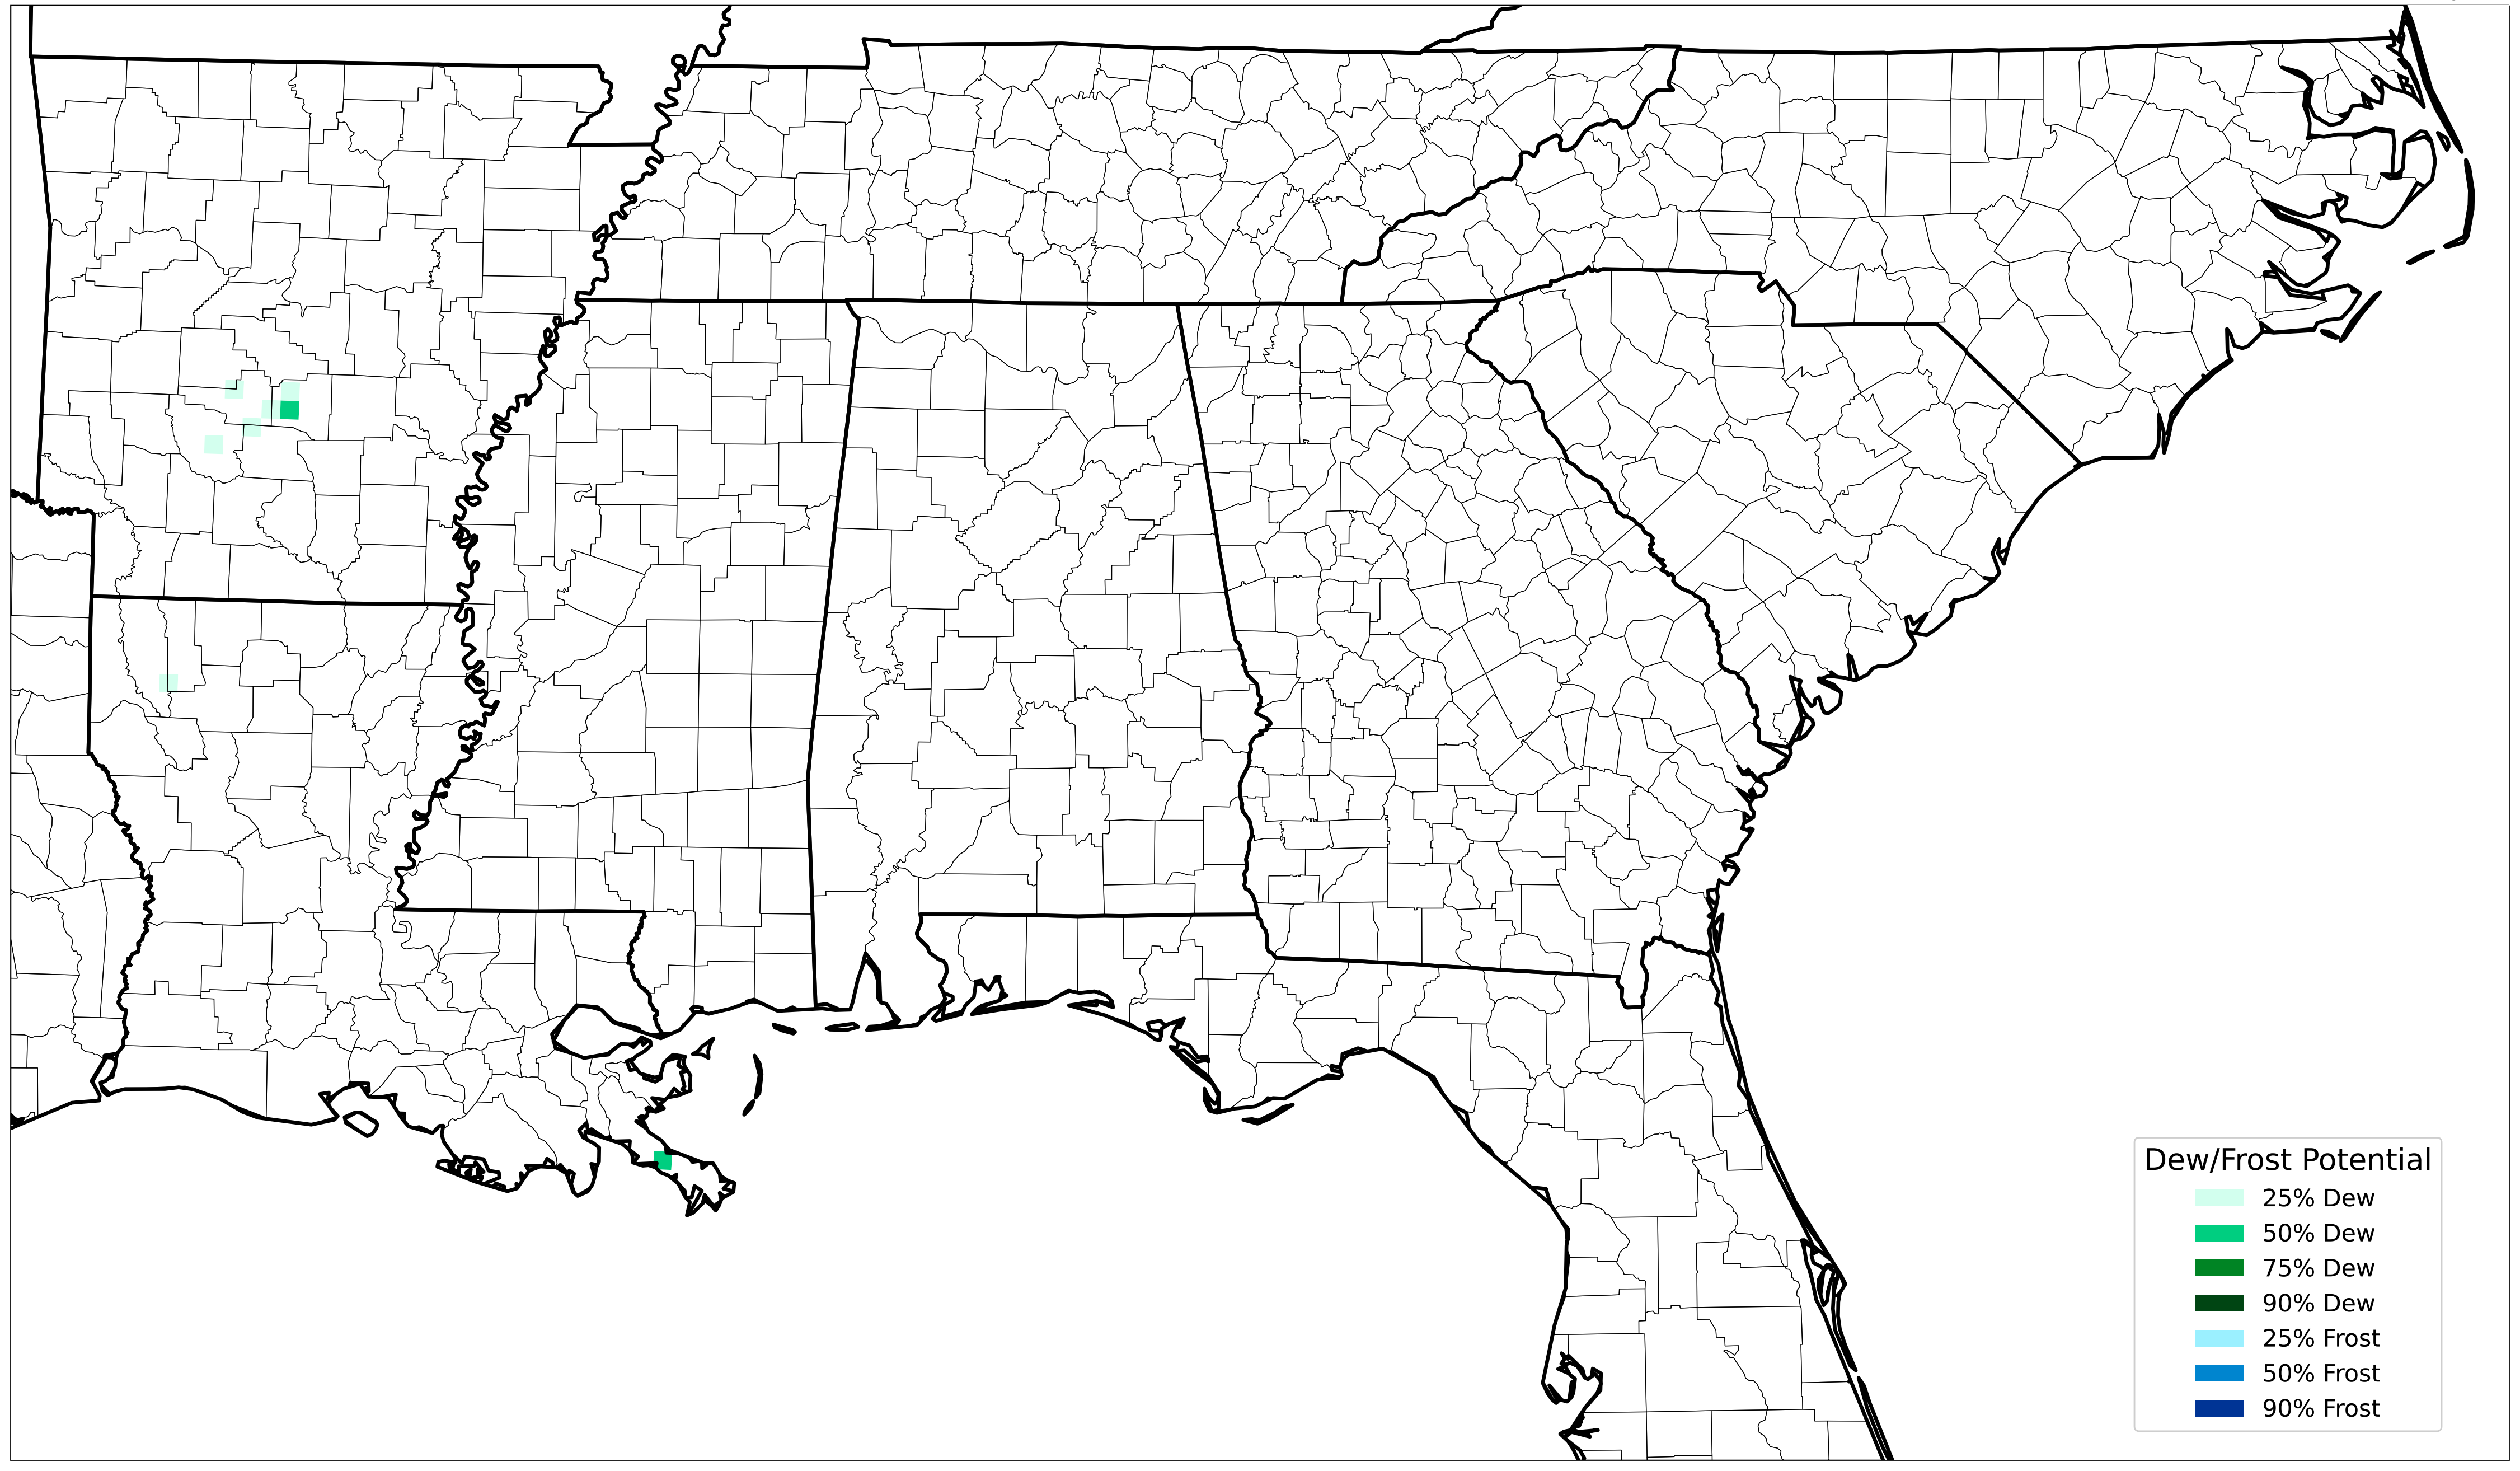 Dew/Frost Potential
25% Dew
50% Dew
75% Dew
90% Dew
25% Frost
50% Frost
90% Frost